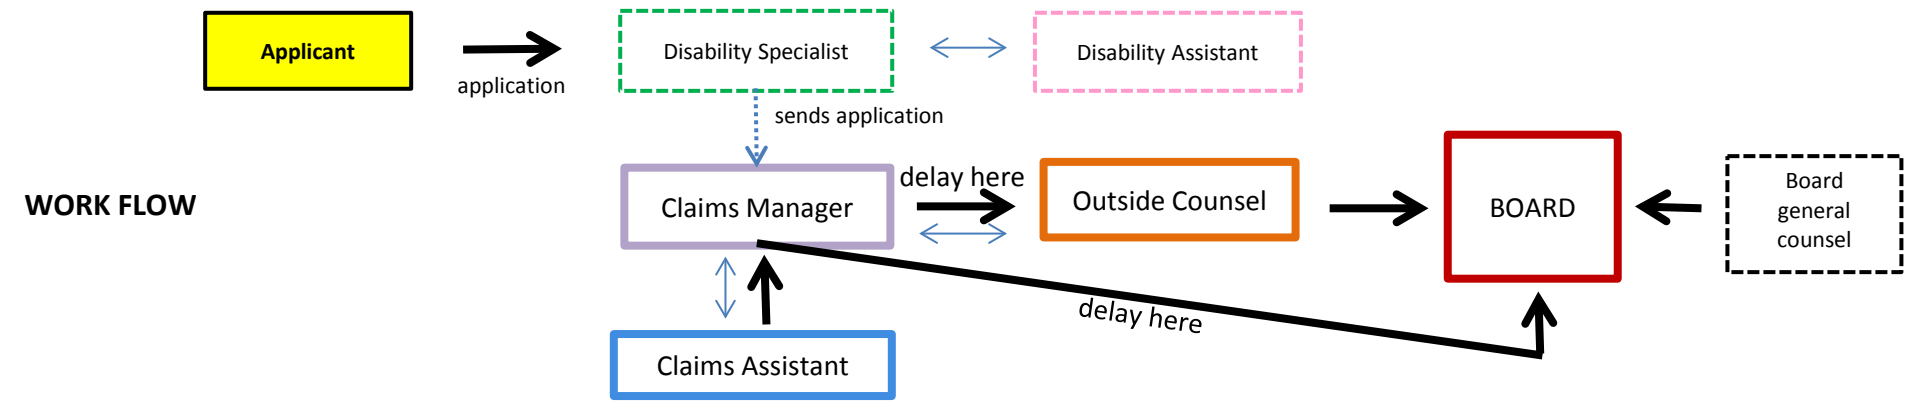 Applicant
application
Disability Specialist
Disability Assistant
sends application
WORK FLOW
Claims Manager
delay here
Outside Counsel
BOARD
Board
general
counsel
delay here
Claims Assistant